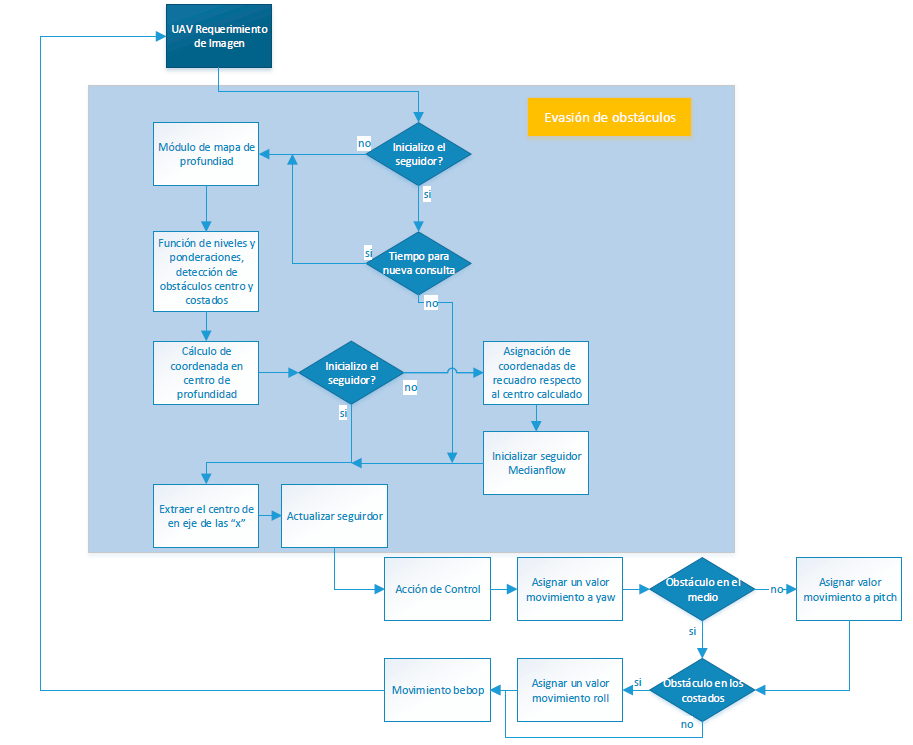 UAV Requerimiento
de Imagen
Evasión de obstáculos
Inicializo el
seguidor?
no
si
Módulo de mapa de
profundiad
Tiempo para
nueva consulta
si
no
Función de niveles y
ponderaciones,
detección de
obstáculos centro y
costados
Cálculo de
coordenada en
centro de
profundidad
Inicializo el
seguidor?
no
si
Asignación de
coordenadas de
recuadro respecto
al centro calculado
Inicializar seguidor
Medianflow
Extraer el centro de
en eje de las “x”
Actualizar seguirdor
Acción de Control
Asignar un valor
movimiento a yaw
Obstáculo en el
medio
no
si
Asignar valor
movimiento a pitch
Obstáculo en los
costados
si
no
Asignar un valor
movimiento roll
Movimiento bebop